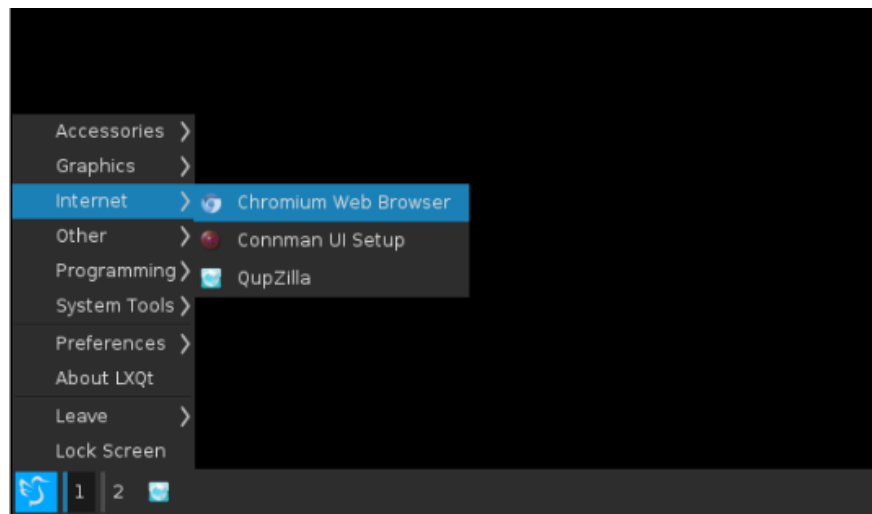 Accessories
Graphics
Internet
Chromium Web Browser
Other
Connman UI Setup
Programming
QupZilla
System Tools
Preferences
About LXQt
Leave
Lock Screen
1 2